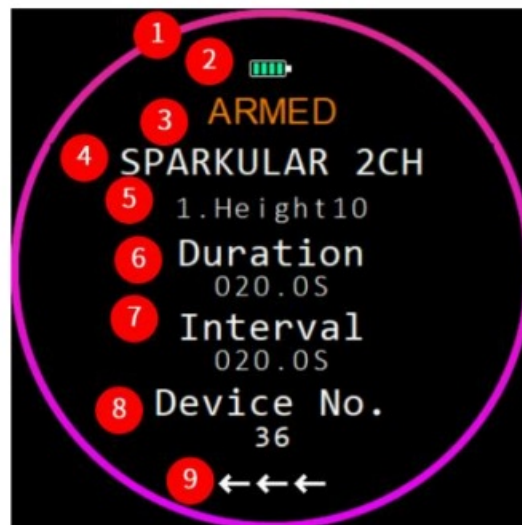 1
2
3 ARMED
4 SPARKULAR 2CH
5 1.Height10
6 Duration
020.0S
7 Interval
020.0S
8 Device No.
36
9 ←←←